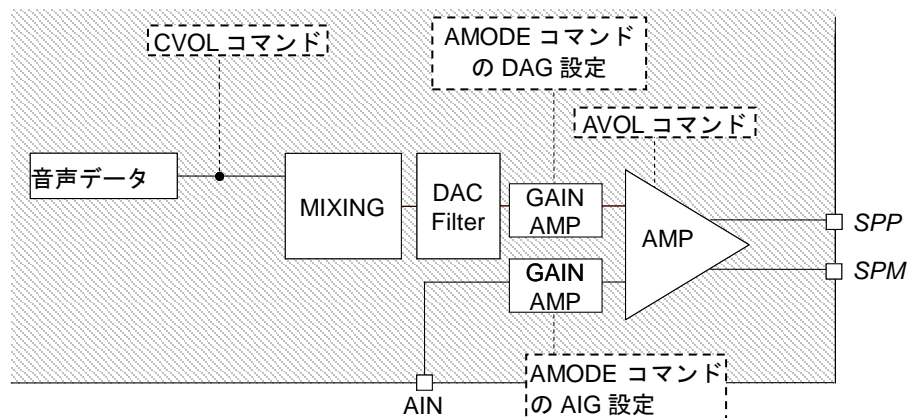 CVOL コマンド
AMODE コマンド
の DAG 設定
AVOL コマンド
音声データ
MIXING
DAC
Filter
GAIN
AMP
AMP
SPP
SPM
GAIN
AMP
AIN
AMODE コマンド
の AIG 設定